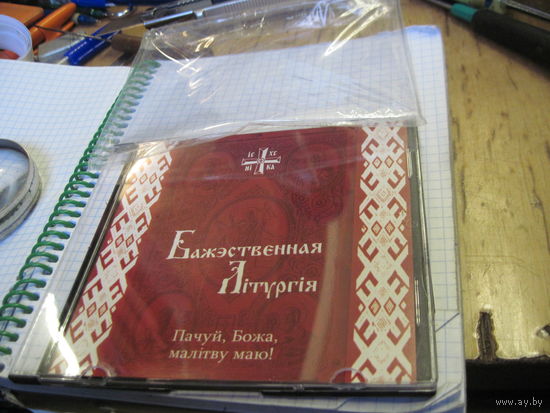 ІС ХС
НІ КА
Бажэственная
Літургія
Пачуй, Божа,
малітву маю!
www.ay.by